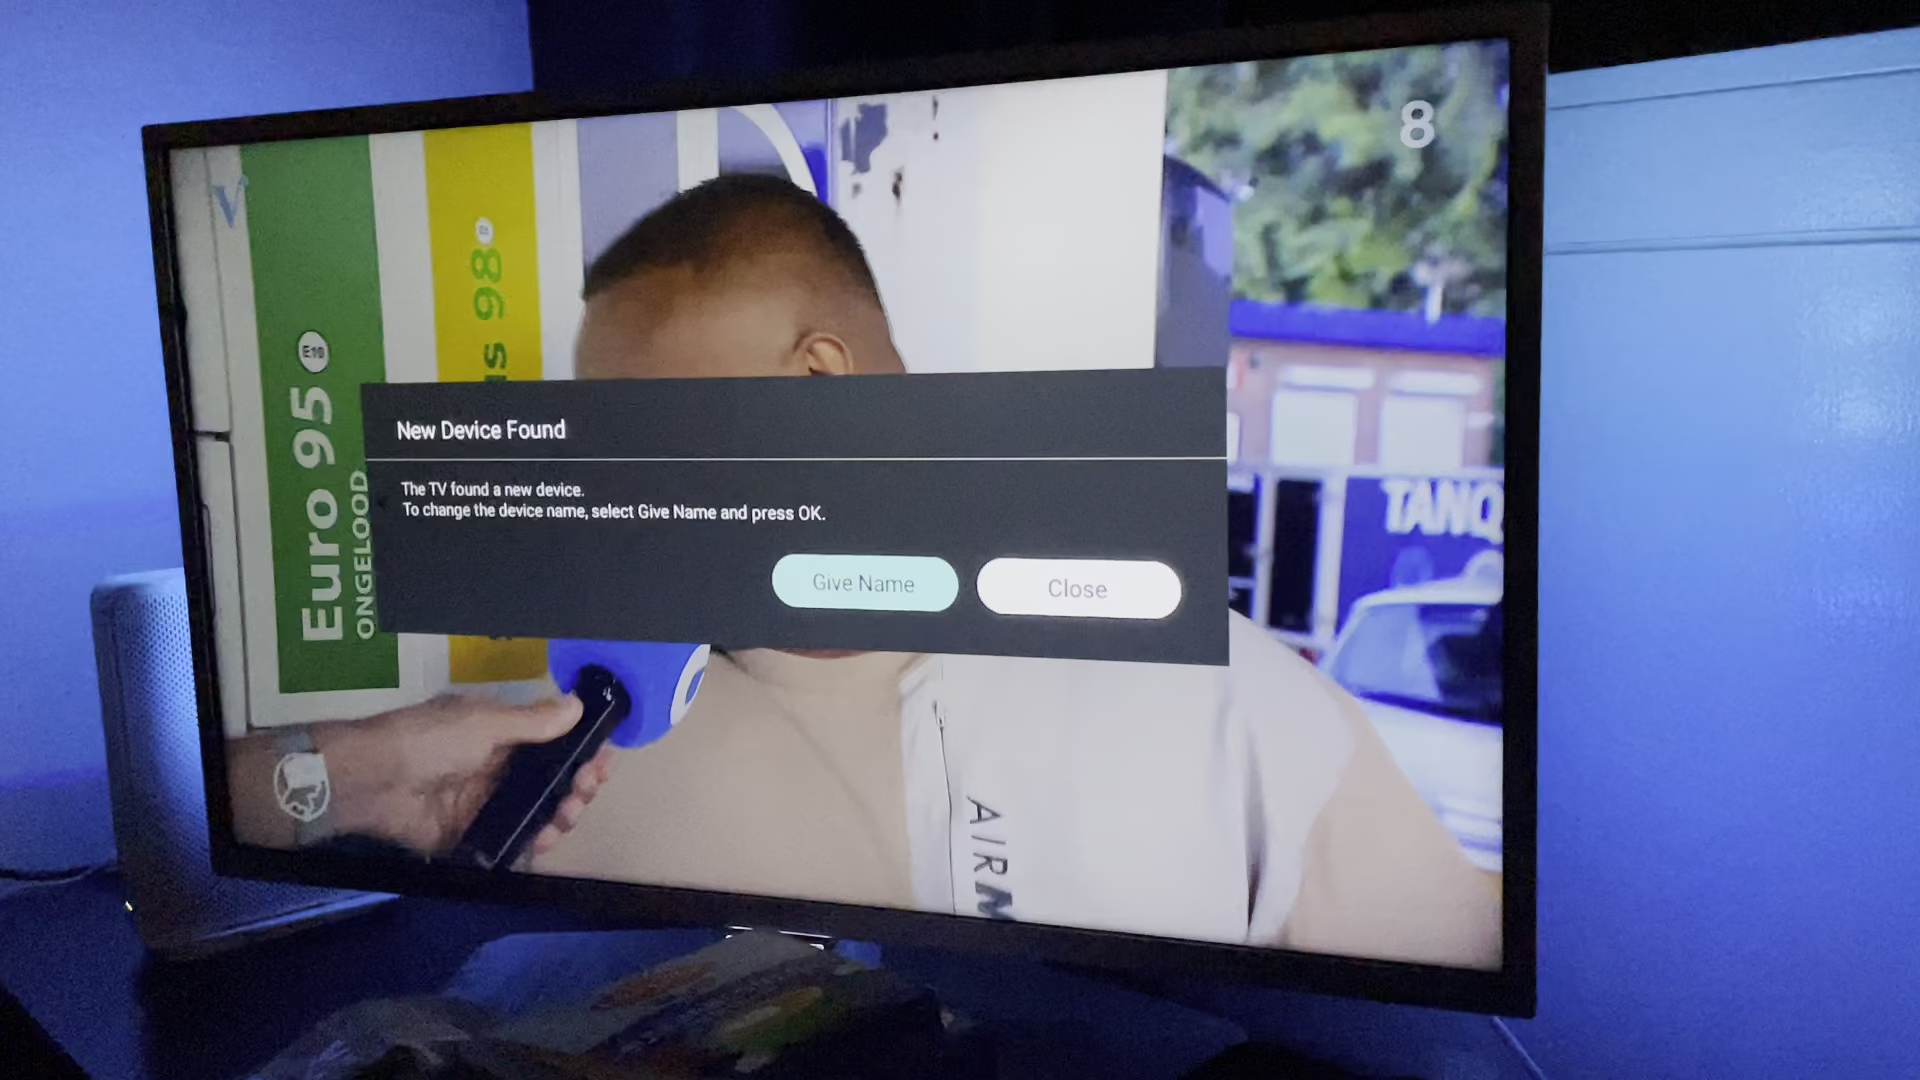 8
V
Euro 95
E10
ONGELOOD
98
New Device Found
The TV found a new device.
To change the device name, select Give Name and press OK.
Give Name
Close
TANQ
AIRM